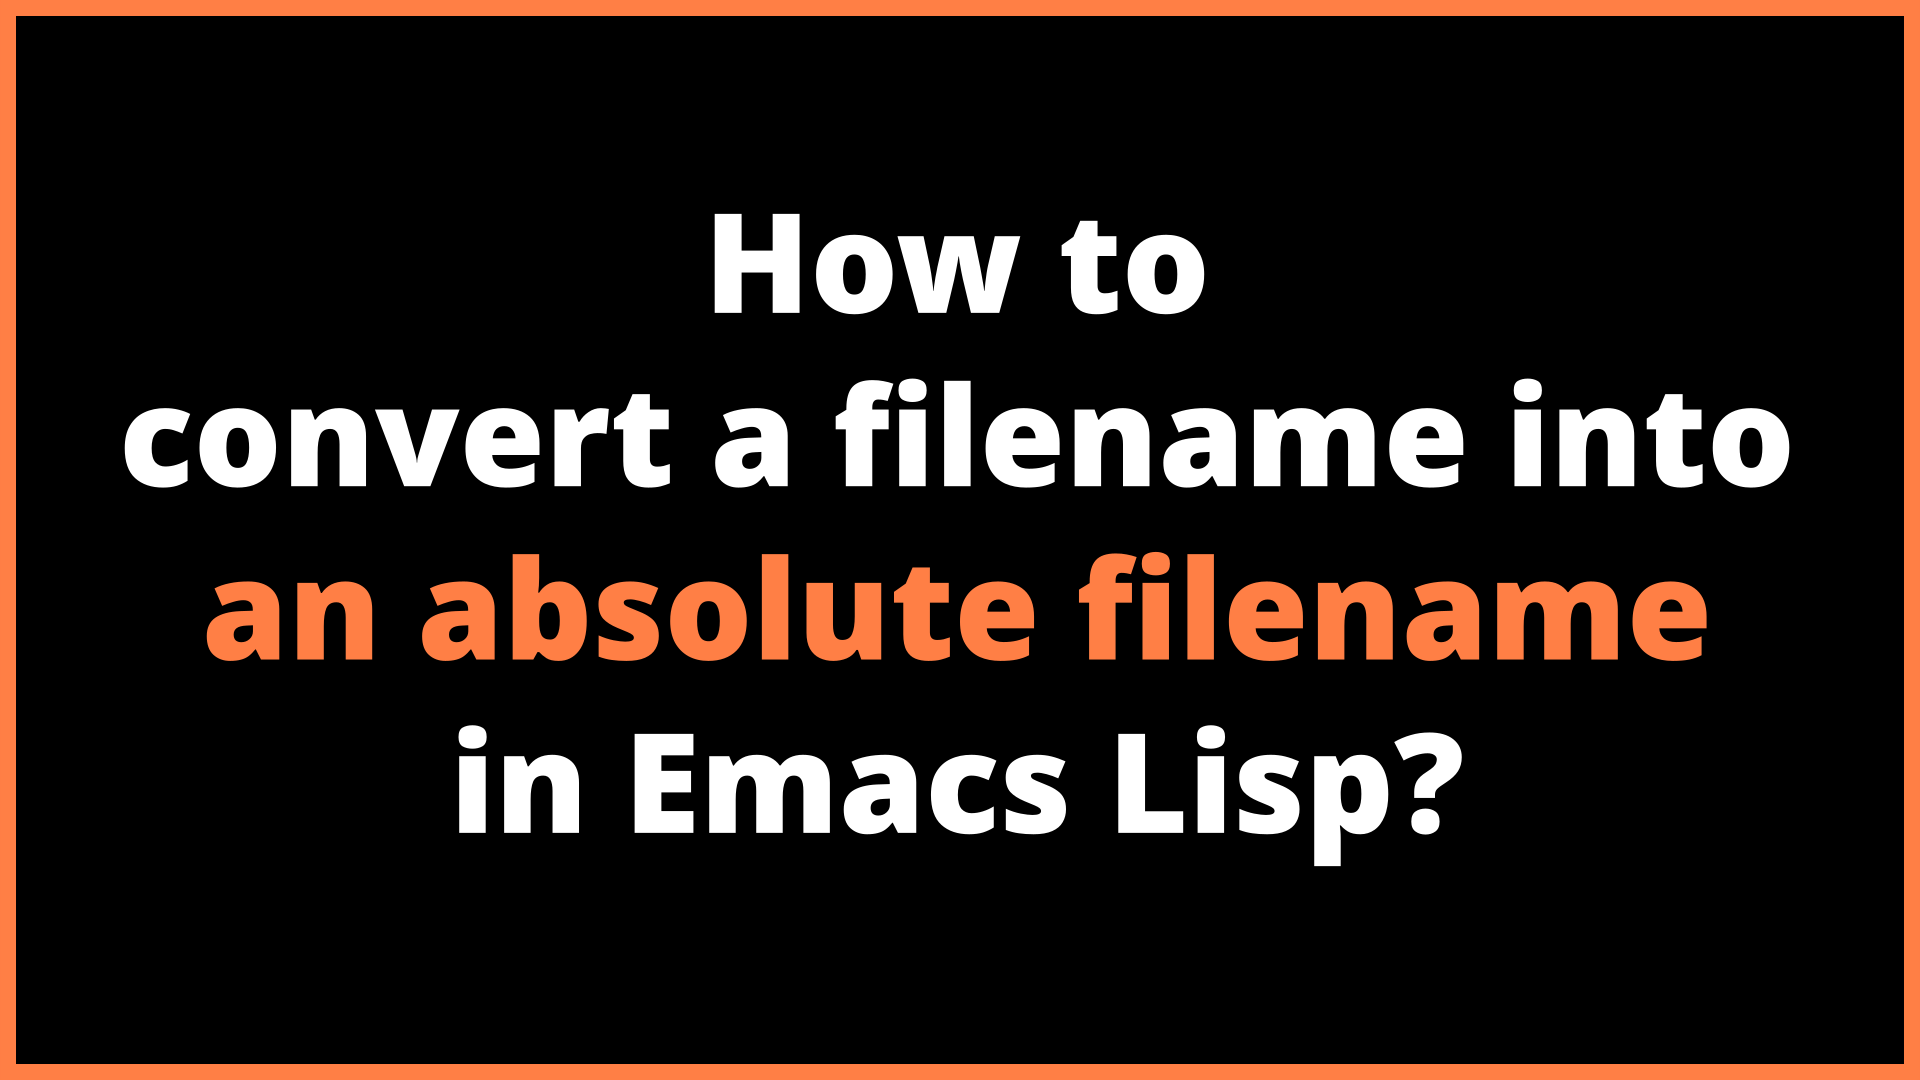 How to
convert a filename into
an absolute filename
in Emacs Lisp?